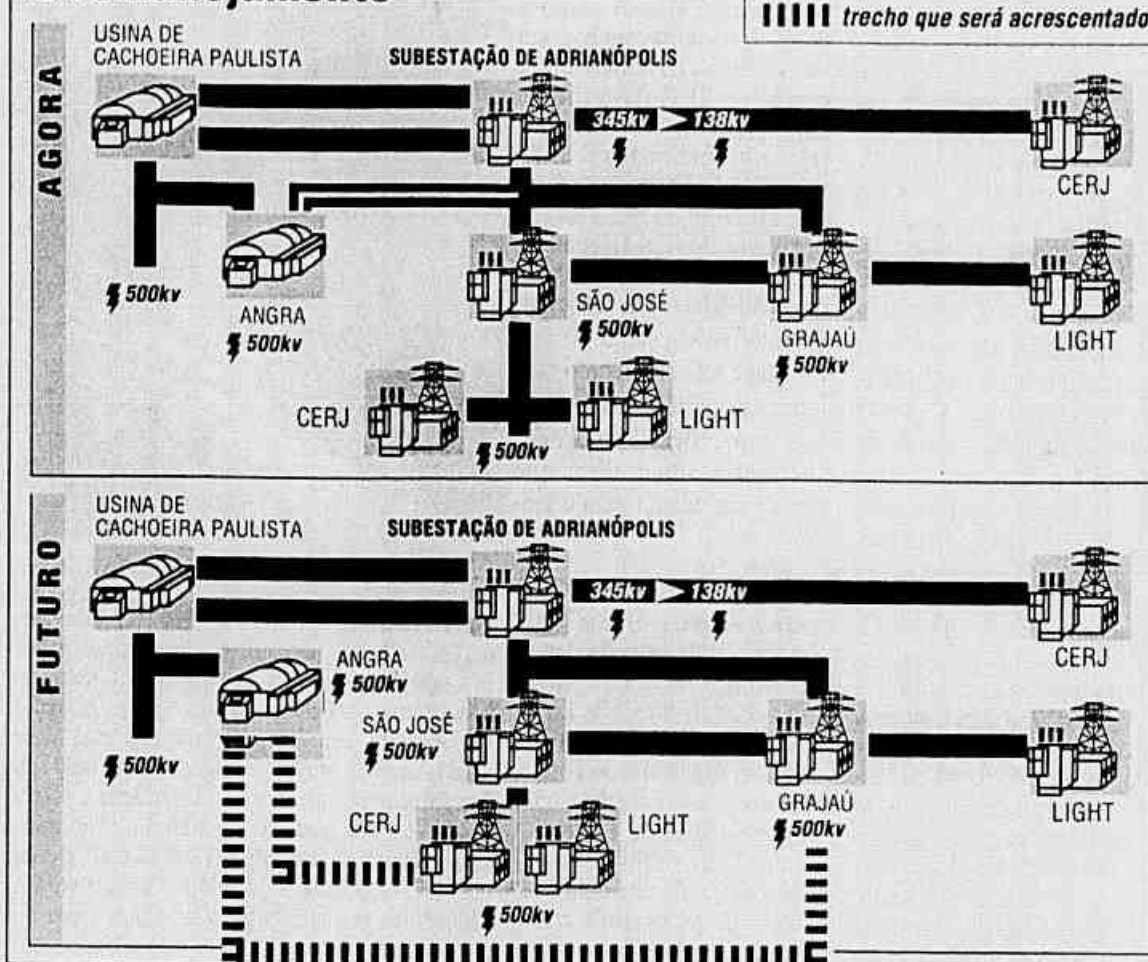 trecho que será acrescentado
AGORA
USINA DE
CACHOEIRA PAULISTA
SUBESTAÇÃO DE ADRIANÓPOLIS
345kv 138kv
CERJ
500kv
ANGRA
500kv
SÃO JOSÉ
500kv
GRAJAÚ
500kv
LIGHT
CERJ
LIGHT
500kv
FUTURO
USINA DE
CACHOEIRA PAULISTA
SUBESTAÇÃO DE ADRIANÓPOLIS
345kv 138kv
CERJ
500kv
ANGRA
500kv
SÃO JOSÉ
500kv
GRAJAÚ
500kv
LIGHT
CERJ
LIGHT
500kv